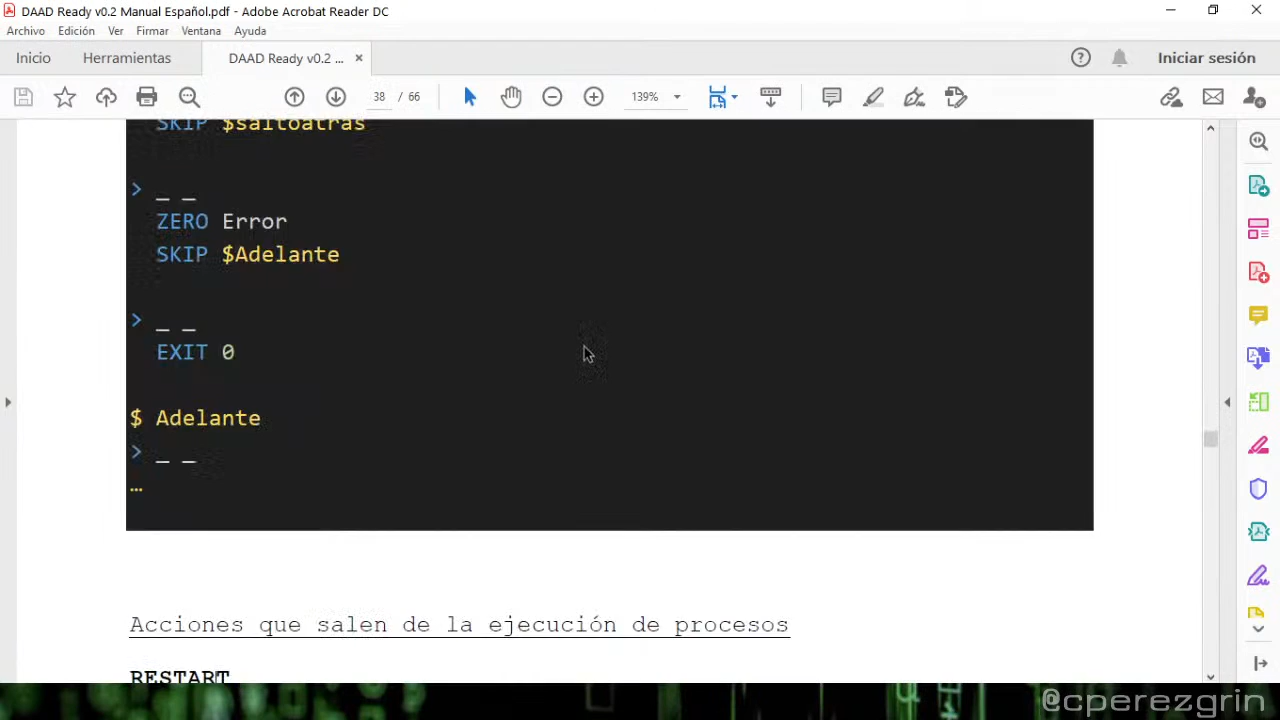 DAAD Ready v0.2 Manual Español.pdf - Adobe Acrobat Reader DC
Archivo Edición Ver Firmar Ventana Ayuda
Inicio Herramientas DAAD Ready v0.2 ... × Iniciar sesión
38 / 66 139%
SKIP $saltoatras
> _ _
ZERO Error
SKIP $Adelante
> _ _
EXIT 0
$ Adelante
> _ _
…
Acciones que salen de la ejecución de procesos
RESTART
@cperezgrin